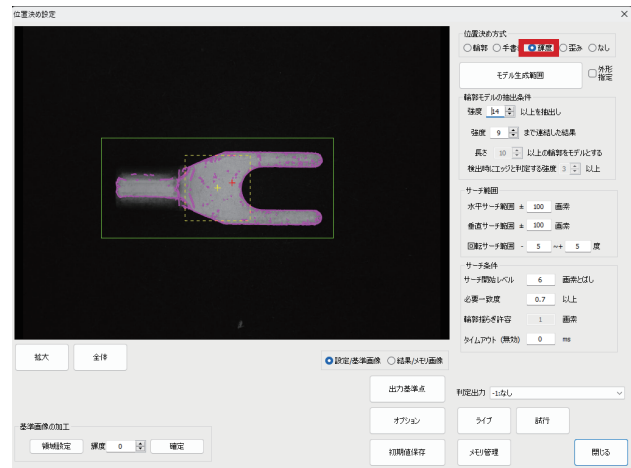 位置決め設定
位置決め方式
輪郭 手書き 輝度 歪み なし
モデル生成範囲
外形指定
輪郭モデルの抽出条件
強度 14 以上を抽出し
強度 9 まで連結した結果
長さ 10 以上の輪郭をモデルとする
検出時にエッジと判定する強度 3 以上
サーチ範囲
水平サーチ範囲 ± 100 画素
垂直サーチ範囲 ± 100 画素
回転サーチ範囲 - 5 ~+ 5 度
サーチ条件
サーチ開始レベル 6 画素とばし
必要一致度 0.7 以上
輪郭揺らぎ許容 1 画素
タイムアウト (無効) 0 ms
拡大 全体
設定/基準画像 結果/メモリ画像
出力基準点
判定出力 -1:なし
オプション
ライブ 試行
基準画像の加工
領域設定 輝度 0 確定
初期値保存
メモリ管理 閉じる